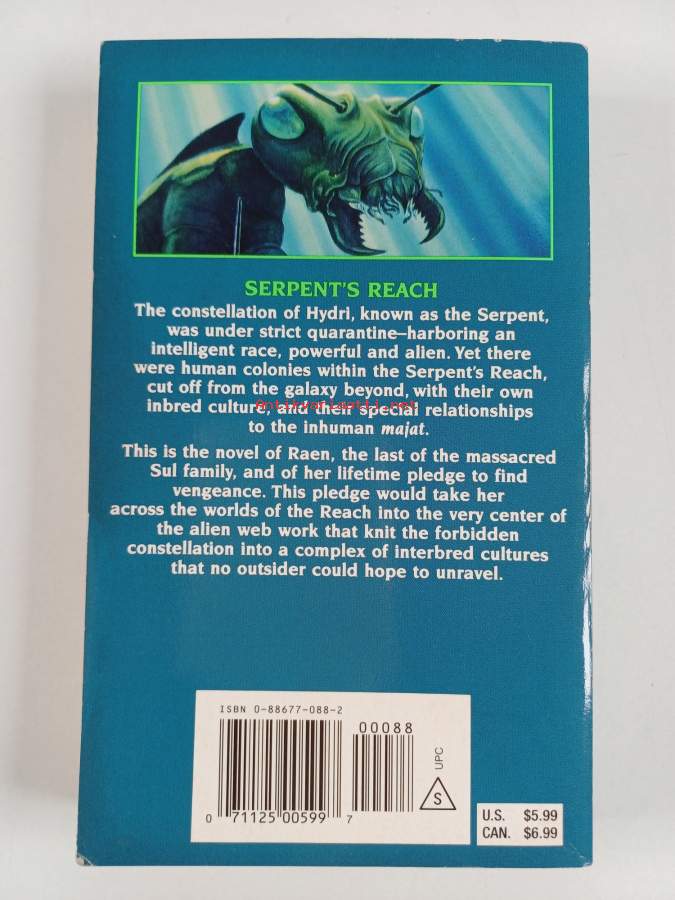 SERPENT'S REACH
The constellation of Hydri, known as the Serpent,
was under strict quarantine—harboring an
intelligent race, powerful and alien. Yet there
were human colonies within the Serpent's Reach,
cut off from the galaxy beyond, with their own
inbred culture, and their special relationships
Antikvariaatti.net
to the inhuman majat.
This is the novel of Raen, the last of the massacred
Sul family, and of her lifetime pledge to find
vengeance. This pledge would take her
across the worlds of the Reach into the very center of
the alien web work that knit the forbidden
constellation into a complex of interbred cultures
that no outsider could hope to unravel.
ISBN 0-88677-088-2
00088
0 71125 00599 7
UPC
S
U.S. $5.99
CAN. $6.99